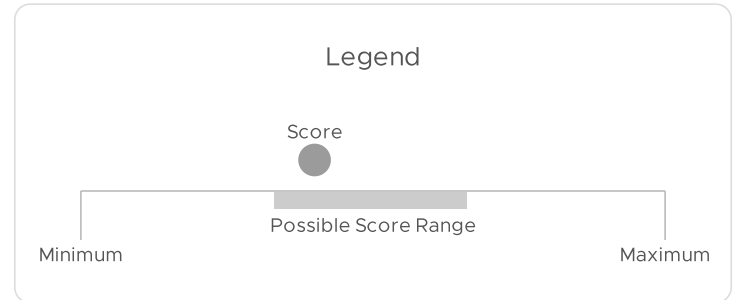 Legend
Score
Possible Score Range
Minimum
Maximum